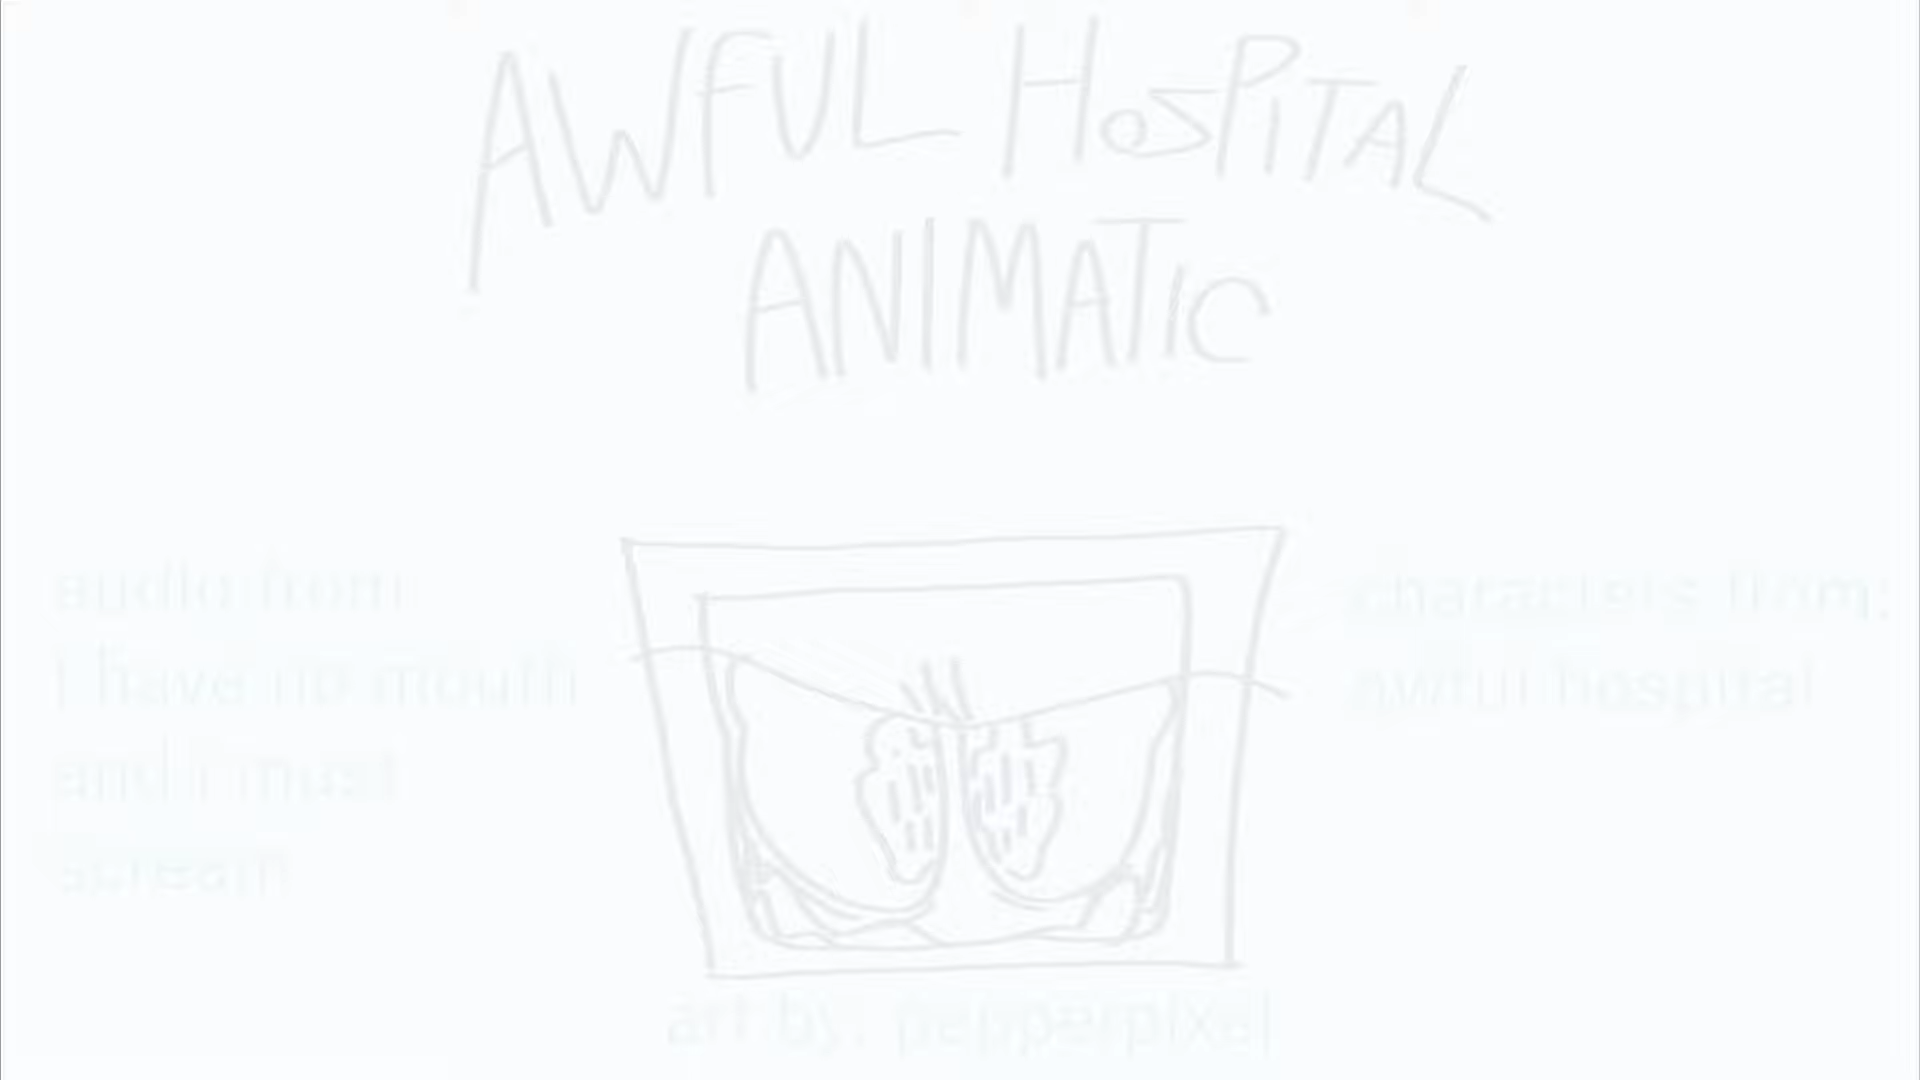 AWFUL HOSPITAL
ANIMATIC
audio from
i have no mouth
and i must
scream
characters from:
awful hospital
art by: pepperpixel